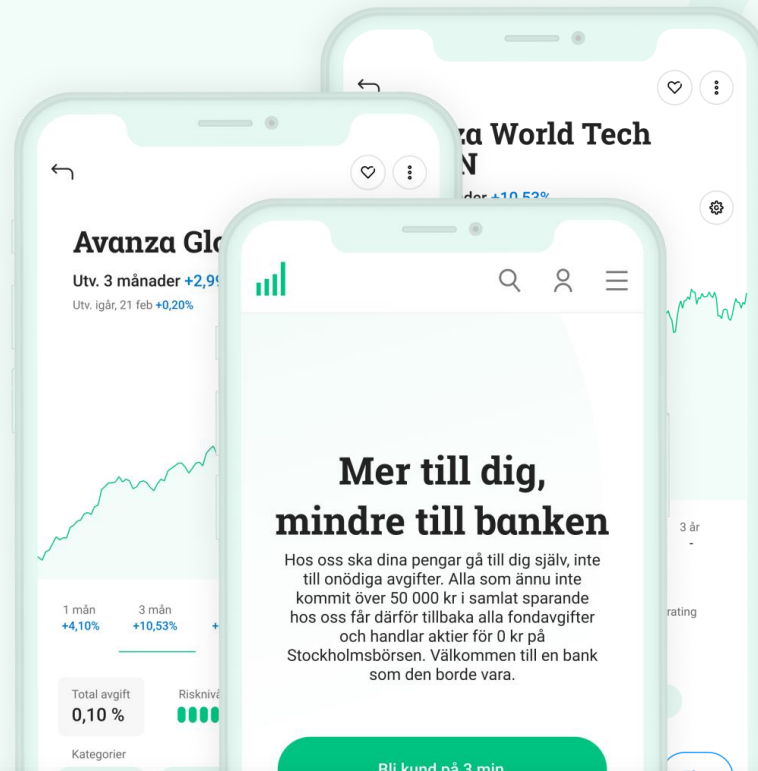 za World Tech
N
+10,53%
Avanza
Utv. 3 månader
Utv. igår, 21 feb +0,20%
1 mån
3 mån
+4,10%
+10,53%
Total avgift
0,10 %
Kategorier
Mer till dig,
mindre till banken
Hos oss ska dina pengar gå till dig själv, inte
till onödiga avgifter. Alla som ännu inte
kommit över 50 000 kr i samlat sparande
hos oss får därför tillbaka alla fondavgifter
och handlar aktier för 0 kr på
Stockholmsbörsen. Välkommen till en bank
som den borde vara.
Bli kund på 3 min
3 år
-
rating